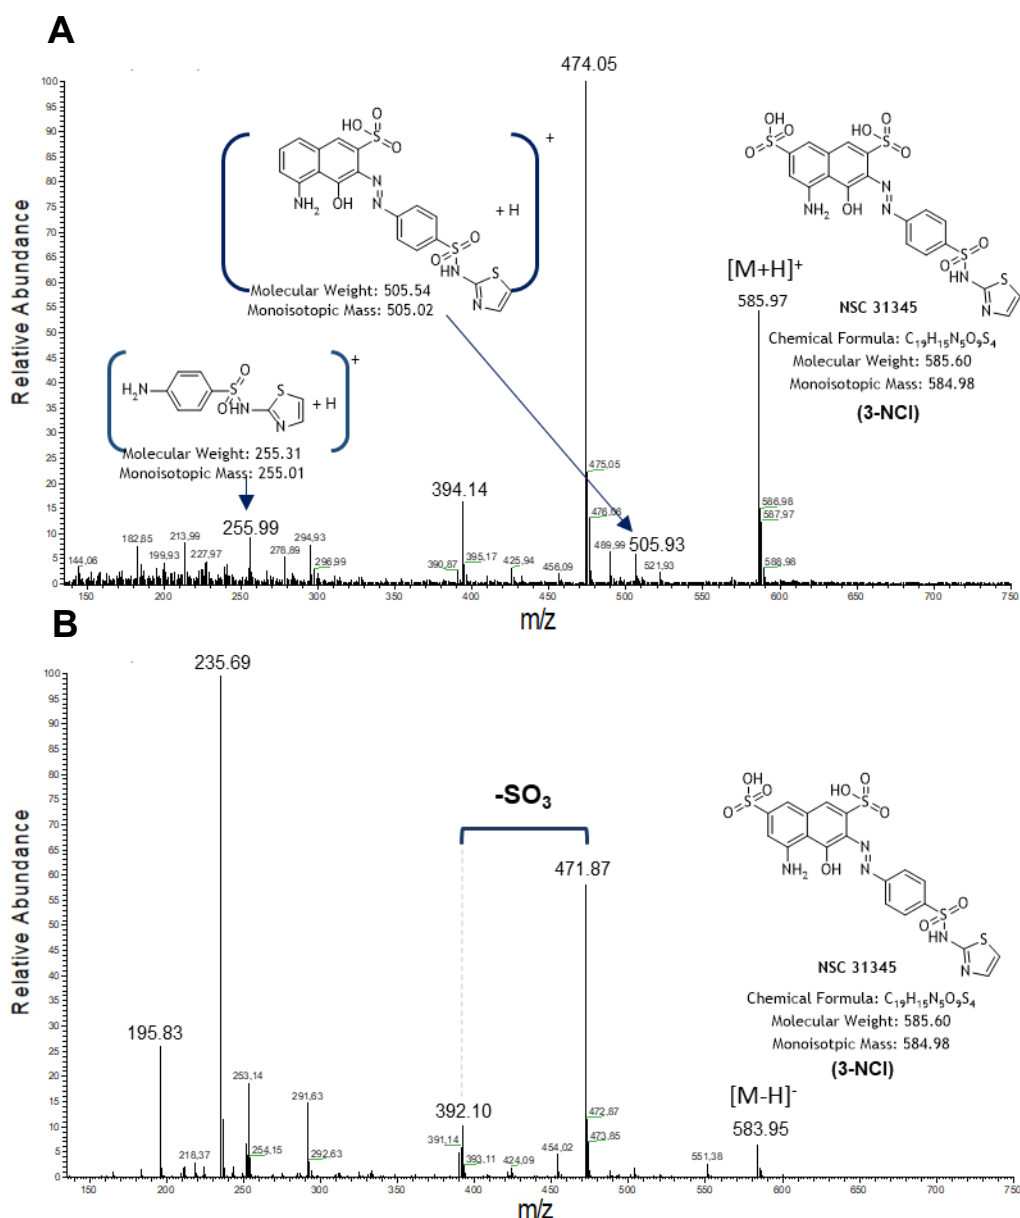 A
474.05
HO
S
O
O
+
NH₂
OH
N
N
+ H
S
O
O
HN
S
N
Molecular Weight: 505.54
Monoisotopic Mass: 505.02
+
H₂N
S
O
O
HN
S
N
+ H
Molecular Weight: 255.31
Monoisotopic Mass: 255.01
OH
S
O
O
HO
S
O
O
NH₂
OH
N
N
S
O
O
HN
S
N
[M+H]⁺
585.97
NSC 31345
Chemical Formula: C₁₉H₁₅N₅O₉S₄
Molecular Weight: 585.60
Monoisotopic Mass: 584.98
(3-NCI)
Relative Abundance
100
95
90
85
80
75
70
65
60
55
50
45
40
35
30
25
20
15
10
5
0
144,06
182,85
199,93
213,99
227,97
255.99
278,89
294,93
296,99
390,87
394.14
395,17
425,94
456,09
475,05
476,06
489,99
505.93
521,93
586,98
587,97
588,98
150
200
250
300
350
400
450
500
550
600
650
700
750
m/z
B
235.69
-SO₃
471.87
OH
S
O
O
HO
S
O
O
NH₂
OH
N
N
S
O
O
HN
S
N
NSC 31345
Chemical Formula: C₁₉H₁₅N₅O₉S₄
Molecular Weight: 585.60
Monoisotpic Mass: 584.98
(3-NCI)
[M-H]⁻
583.95
Relative Abundance
100
95
90
85
80
75
70
65
60
55
50
45
40
35
30
25
20
15
10
5
0
195.83
218,37
253,14
254,15
291,63
292,63
391,14
392.10
393,11
424,09
454,02
472,87
473,85
551,38
150
200
250
300
350
400
450
500
550
600
650
700
750
m/z